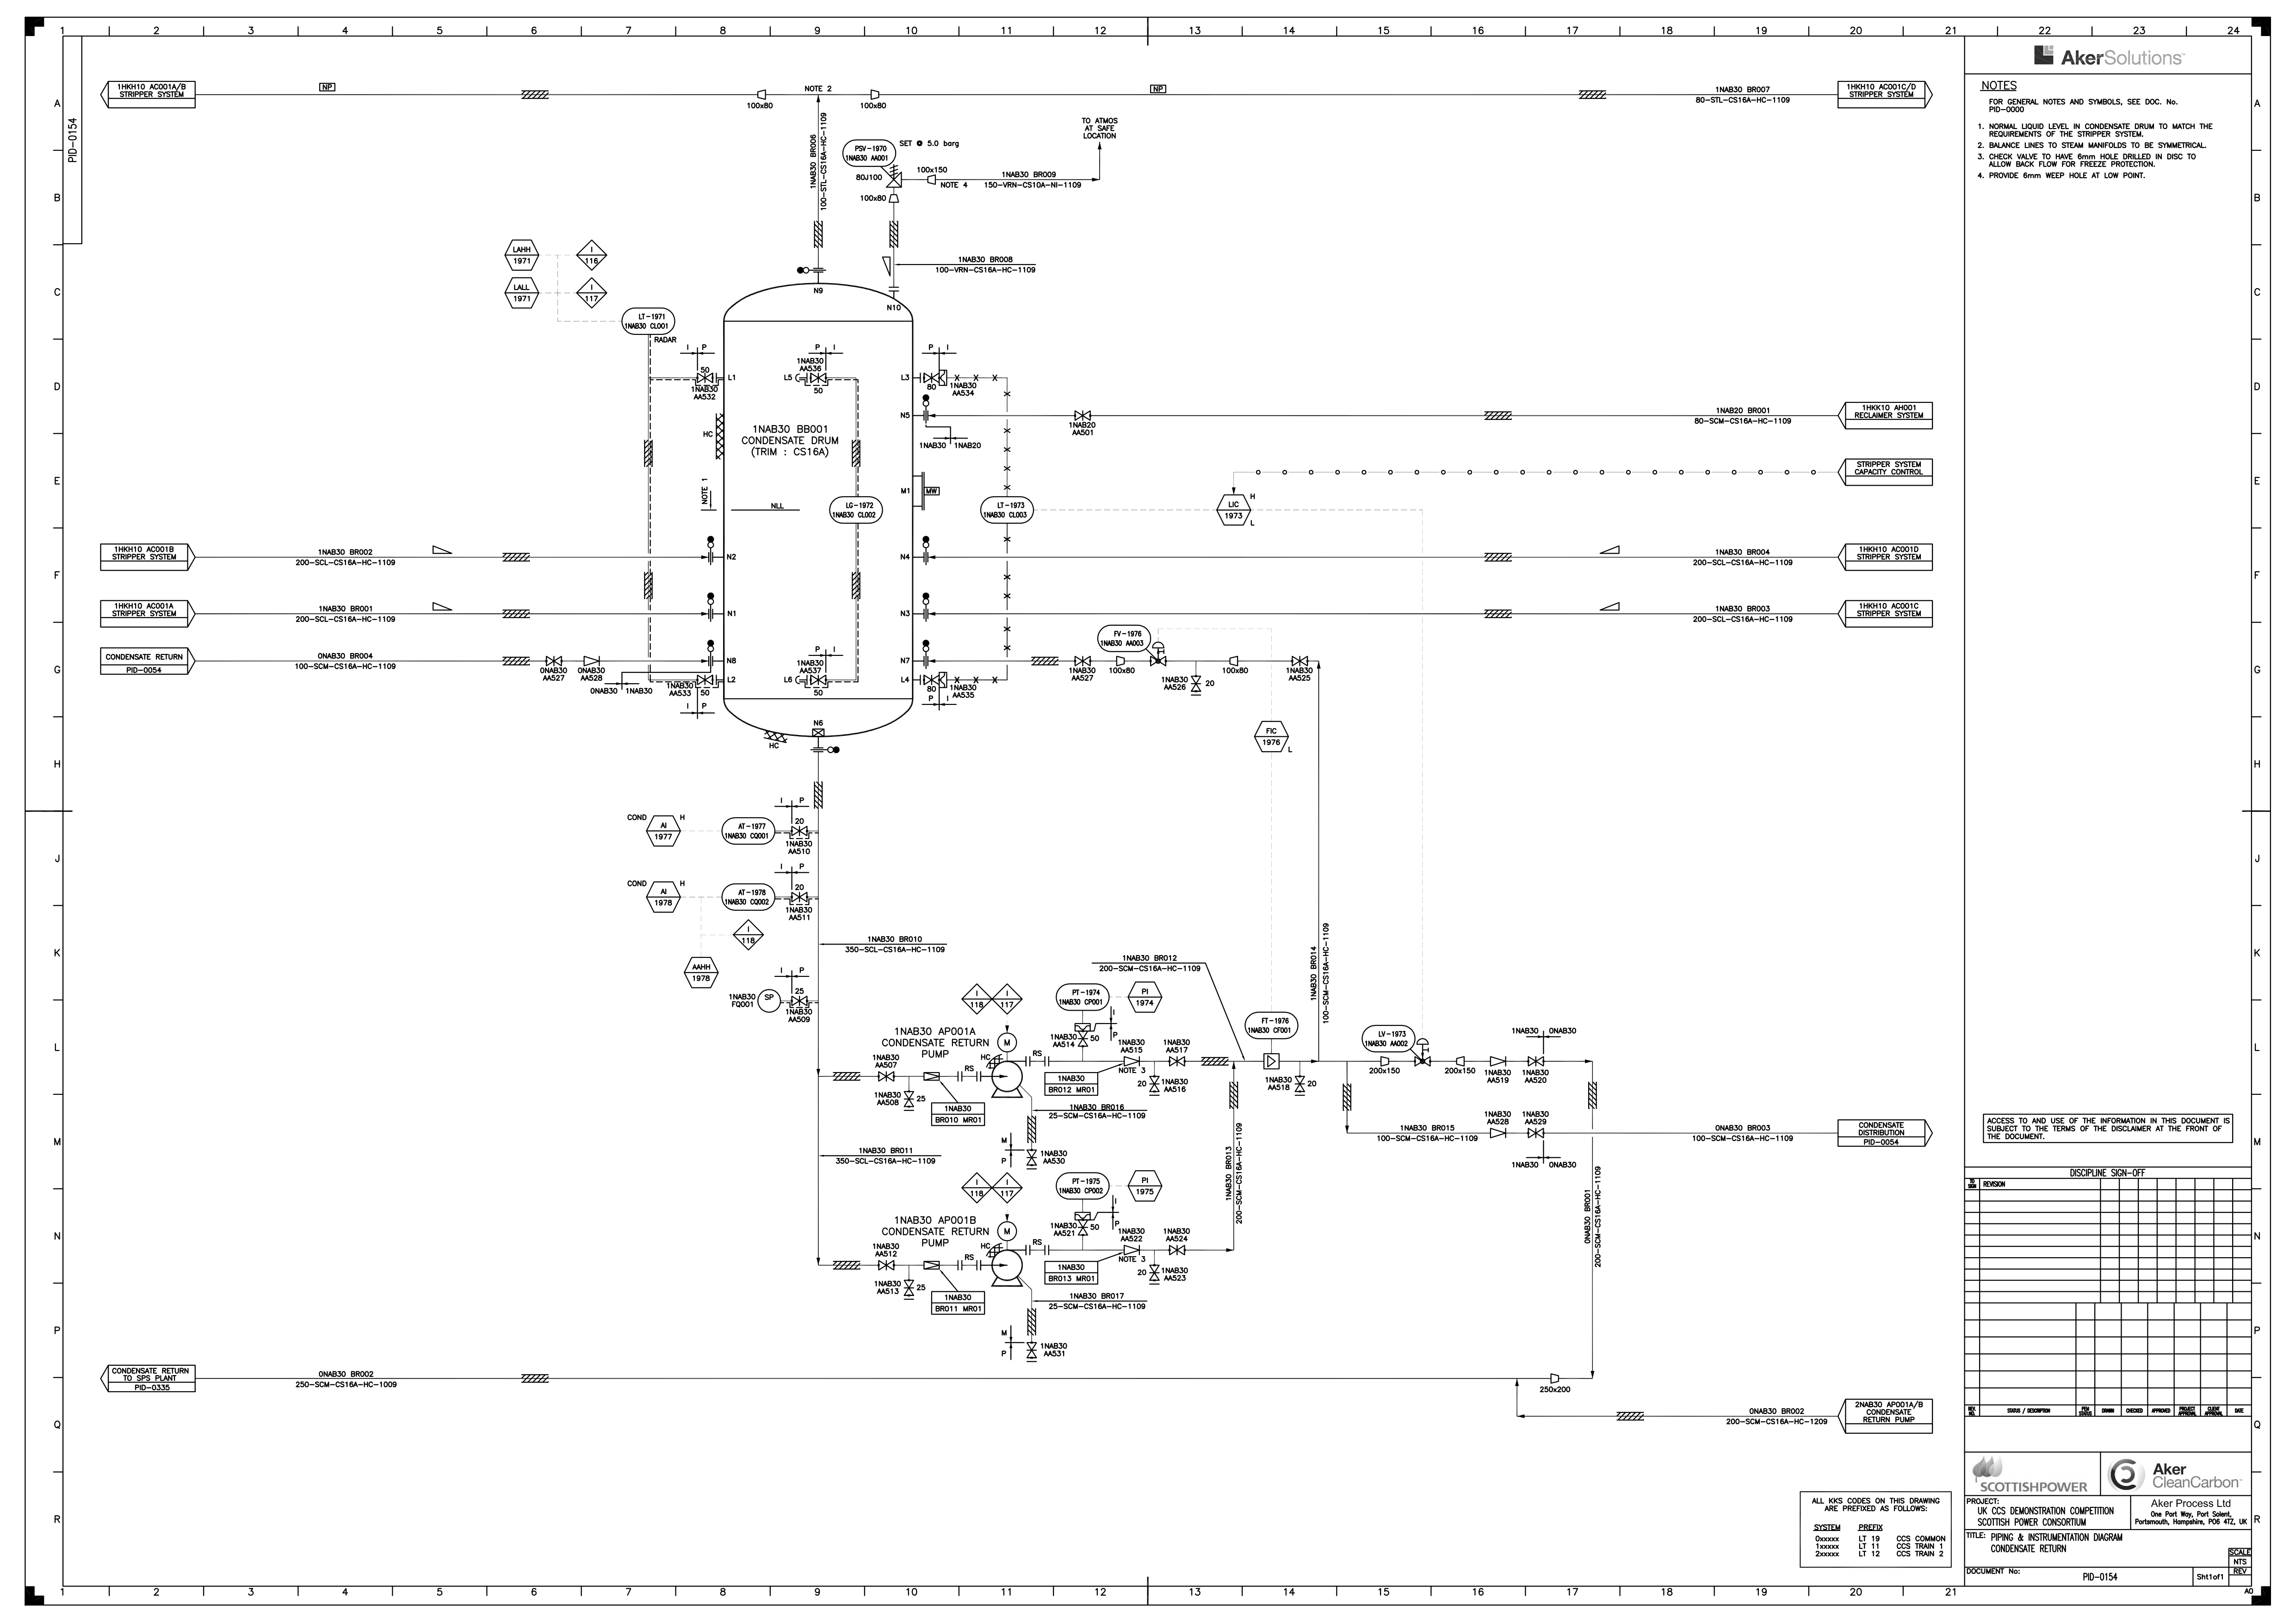 1 2 3 4 5 6 7 8 9 10 11 12 13 14 15 16 17 18 19 20 21 22 23 24
A
B
C
D
E
F
G
H
J
K
L
M
N
P
Q
R
PID-0154
1HKH10 AC001A/B
STRIPPER SYSTEM
NP
100x80
NOTE 2
100x80
NP
1NAB30 BR007
80-STL-CS16A-HC-1109
1HKH10 AC001C/D
STRIPPER SYSTEM
1NAB30 BR006
100-STL-CS16A-HC-1109
PSV-1970
1NAB30 AA001
SET @ 5.0 barg
80J100
100x150
NOTE 4
1NAB30 BR009
150-VRN-CS10A-NI-1109
TO ATMOS
AT SAFE
LOCATION
100x80
1NAB30 BR008
100-VRN-CS16A-HC-1109
LAHH
1971
I
116
LALL
1971
I
117
LT-1971
1NAB30 CL001
RADAR
N9
N10
I P
50
1NAB30
AA532
L1
P I
1NAB30
AA536
L5
50
P I
L3
80
1NAB30
AA534
N5
1NAB30 1NAB20
1NAB20
AA501
1NAB20 BR001
80-SCM-CS16A-HC-1109
1HKK10 AH001
RECLAIMER SYSTEM
HC
1NAB30 BB001
CONDENSATE DRUM
(TRIM : CS16A)
NOTE 1
NLL
LG-1972
1NAB30 CL002
M1
MW
LT-1973
1NAB30 CL003
LIC
1973
H
L
STRIPPER SYSTEM
CAPACITY CONTROL
1HKH10 AC001B
STRIPPER SYSTEM
1NAB30 BR002
200-SCL-CS16A-HC-1109
N2
N4
1NAB30 BR004
200-SCL-CS16A-HC-1109
1HKH10 AC001D
STRIPPER SYSTEM
1HKH10 AC001A
STRIPPER SYSTEM
1NAB30 BR001
200-SCL-CS16A-HC-1109
N1
N3
1NAB30 BR003
200-SCL-CS16A-HC-1109
1HKH10 AC001C
STRIPPER SYSTEM
CONDENSATE RETURN
PID-0054
0NAB30 BR004
100-SCM-CS16A-HC-1109
0NAB30
AA527
0NAB30
AA528
0NAB30 1NAB30
N8
1NAB30
AA533
50
L2
I P
P I
1NAB30
AA537
L6
50
N7
L4
80
1NAB30
AA535
P I
1NAB30
AA527
100x80
FV-1976
1NAB30 AA003
1NAB30
AA526
20
100x80
1NAB30
AA525
N6
HC
FIC
1976
L
COND
AI
1977
H
AT-1977
1NAB30 CQ001
I P
20
1NAB30
AA510
COND
AI
1978
H
AT-1978
1NAB30 CQ002
I P
20
1NAB30
AA511
I
118
AAHH
1978
1NAB30 BR010
350-SCL-CS16A-HC-1109
1NAB30
FQ001
SP
I P
25
1NAB30
AA509
1NAB30 BR012
200-SCM-CS16A-HC-1109
1NAB30 BR014
100-SCM-CS16A-HC-1109
I
118
I
117
PT-1974
1NAB30 CP001
PI
1974
1NAB30 AP001A
CONDENSATE RETURN
PUMP
M
HC
RS
RS
1NAB30
AA507
1NAB30
AA508
25
1NAB30
BR010 MR01
1NAB30
AA514
50
I
P
1NAB30
AA515
NOTE 3
1NAB30
BR012 MR01
1NAB30
AA517
20
1NAB30
AA516
FT-1976
1NAB30 CF001
1NAB30
AA518
20
LV-1973
1NAB30 AA002
200x150
200x150
1NAB30
AA519
1NAB30
AA520
1NAB30 0NAB30
1NAB30 BR016
25-SCM-CS16A-HC-1109
M
P
1NAB30
AA530
1NAB30 BR015
100-SCM-CS16A-HC-1109
1NAB30
AA528
1NAB30
AA529
1NAB30 0NAB30
0NAB30 BR003
100-SCM-CS16A-HC-1109
CONDENSATE
DISTRIBUTION
PID-0054
1NAB30 BR011
350-SCL-CS16A-HC-1109
1NAB30 BR013
200-SCM-CS16A-HC-1109
0NAB30 BR001
200-SCM-CS16A-HC-1109
I
118
I
117
PT-1975
1NAB30 CP002
PI
1975
1NAB30 AP001B
CONDENSATE RETURN
PUMP
M
HC
RS
RS
1NAB30
AA512
1NAB30
AA513
25
1NAB30
BR011 MR01
1NAB30
AA521
50
I
P
1NAB30
AA522
NOTE 3
1NAB30
BR013 MR01
1NAB30
AA524
20
1NAB30
AA523
1NAB30 BR017
25-SCM-CS16A-HC-1109
M
P
1NAB30
AA531
CONDENSATE RETURN
TO SPS PLANT
PID-0335
0NAB30 BR002
250-SCM-CS16A-HC-1009
250x200
0NAB30 BR002
200-SCM-CS16A-HC-1209
2NAB30 AP001A/B
CONDENSATE
RETURN PUMP
ALL KKS CODES ON THIS DRAWING
ARE PREFIXED AS FOLLOWS:
SYSTEM PREFIX
0xxxxx LT 19 CCS COMMON
1xxxxx LT 11 CCS TRAIN 1
2xxxxx LT 12 CCS TRAIN 2
AkerSolutions
NOTES
FOR GENERAL NOTES AND SYMBOLS, SEE DOC. No.
PID-0000
1. NORMAL LIQUID LEVEL IN CONDENSATE DRUM TO MATCH THE
REQUIREMENTS OF THE STRIPPER SYSTEM.
2. BALANCE LINES TO STEAM MANIFOLDS TO BE SYMMETRICAL.
3. CHECK VALVE TO HAVE 6mm HOLE DRILLED IN DISC TO
ALLOW BACK FLOW FOR FREEZE PROTECTION.
4. PROVIDE 6mm WEEP HOLE AT LOW POINT.
ACCESS TO AND USE OF THE INFORMATION IN THIS DOCUMENT IS
SUBJECT TO THE TERMS OF THE DISCLAIMER AT THE FRONT OF
THE DOCUMENT.
DISCIPLINE SIGN-OFF
TO SIGN REVISION
REV. NO. STATUS / DESCRIPTION PEM STATUS DRAWN CHECKED APPROVED PROJECT APPROVAL CLIENT APPROVAL DATE
SCOTTISHPOWER
Aker
CleanCarbon
PROJECT:
UK CCS DEMONSTRATION COMPETITION
SCOTTISH POWER CONSORTIUM
Aker Process Ltd
One Port Way, Port Solent,
Portsmouth, Hampshire, PO6 4TZ, UK
TITLE: PIPING & INSTRUMENTATION DIAGRAM
CONDENSATE RETURN
SCALE
NTS
DOCUMENT No:
PID-0154
Sht1of1
REV
A0
1 2 3 4 5 6 7 8 9 10 11 12 13 14 15 16 17 18 19 20 21